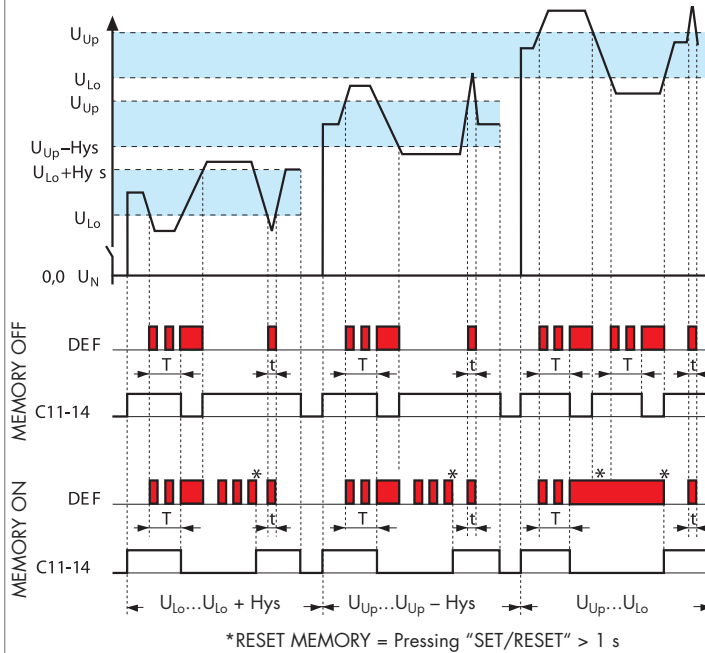 U_Up
U_Lo
U_Up
U_Up–Hys
U_Lo+Hy s
U_Lo
0,0 U_N
MEMORY OFF
DEF
T t T t T T t
C11-14
MEMORY ON
DEF
* * * *
T t T t T t
C11-14
U_Lo...U_Lo + Hys U_Up...U_Up – Hys U_Up...U_Lo
*RESET MEMORY = Pressing “SET/RESET“ > 1 s